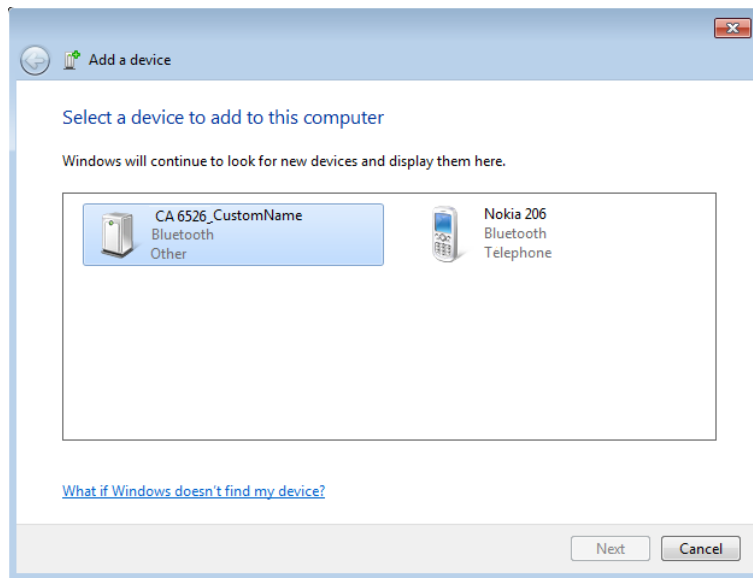 Add a device
Select a device to add to this computer
Windows will continue to look for new devices and display them here.
CA 6526_CustomName
Bluetooth
Other
Nokia 206
Bluetooth
Telephone
What if Windows doesn't find my device?
Next
Cancel